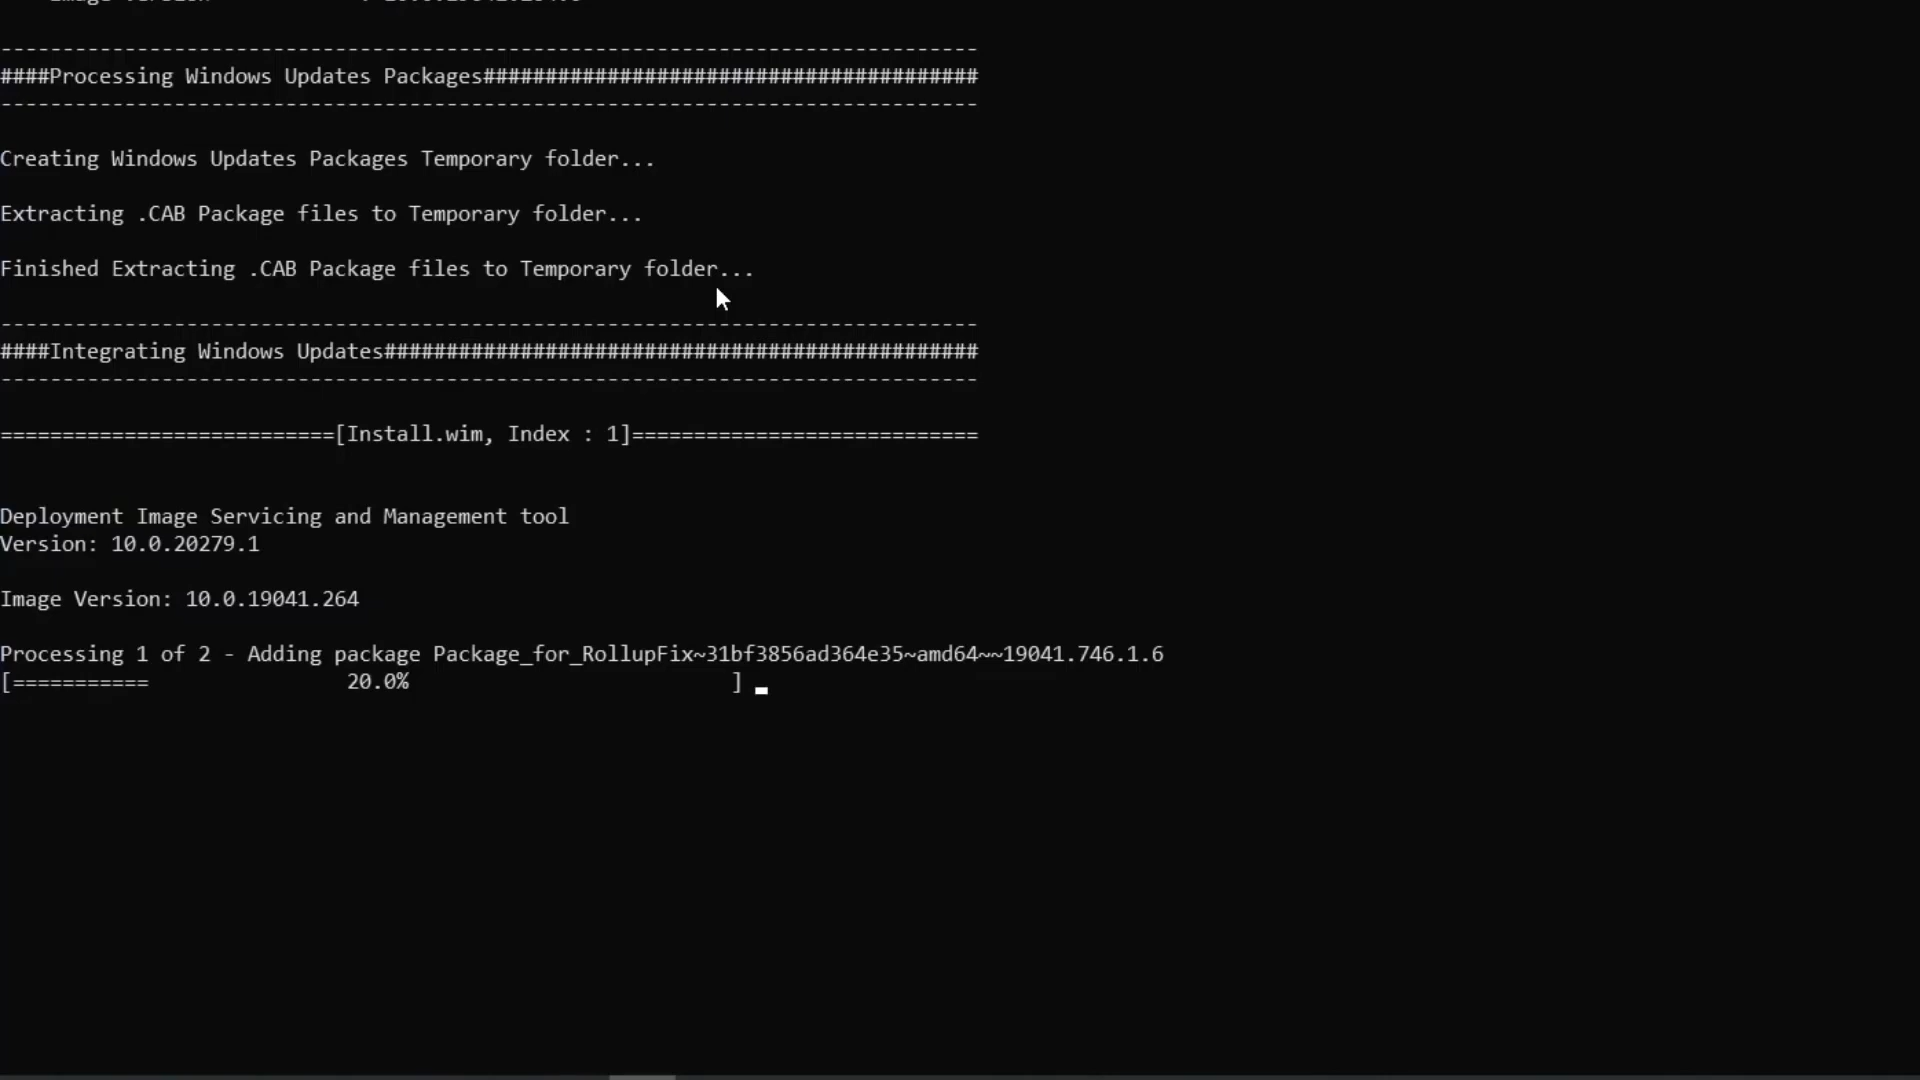 --------------------------------------------------------------------------------
####Processing Windows Updates Packages########################################
--------------------------------------------------------------------------------
Creating Windows Updates Packages Temporary folder...
Extracting .CAB Package files to Temporary folder...
Finished Extracting .CAB Package files to Temporary folder...
--------------------------------------------------------------------------------
####Integrating Windows Updates################################################
--------------------------------------------------------------------------------
===========================[Install.wim, Index : 1]============================
Deployment Image Servicing and Management tool
Version: 10.0.20279.1
Image Version: 10.0.19041.264
Processing 1 of 2 - Adding package Package_for_RollupFix~31bf3856ad364e35~amd64~~19041.746.1.6
[===========                20.0%                          ]